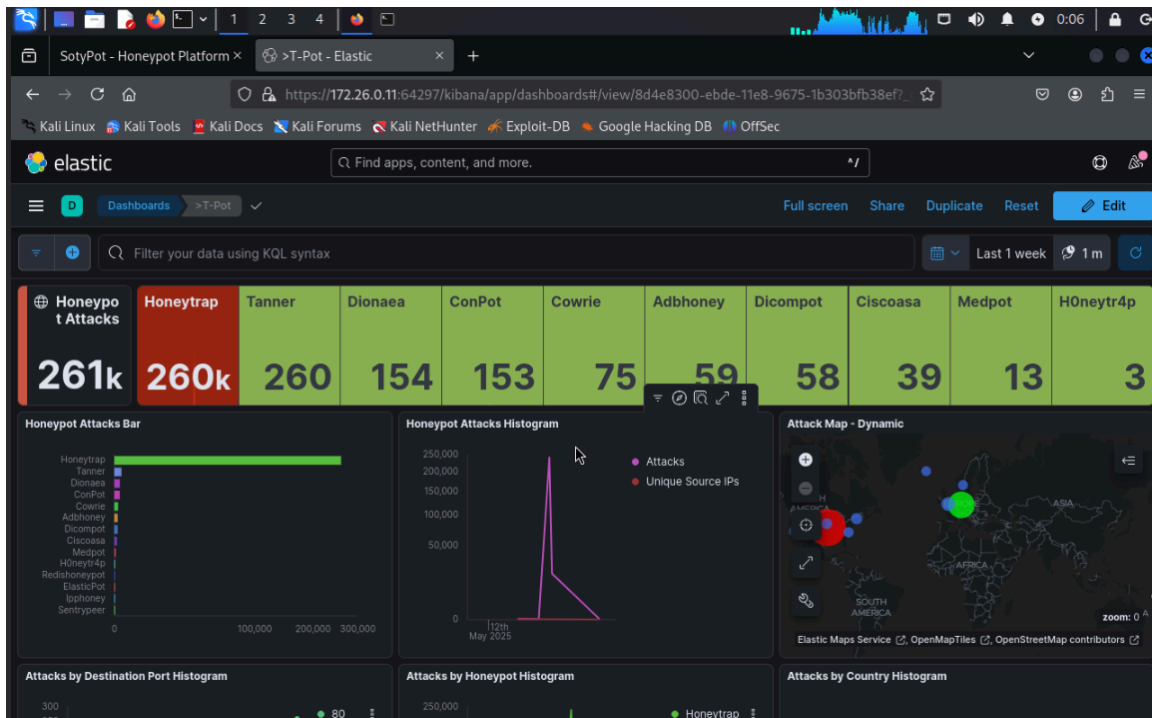 1 2 3 4
0:06
SotyPot - Honeypot Platform
>T-Pot - Elastic
https://172.26.0.11:64297/kibana/app/dashboards#/view/8d4e8300-ebde-11e8-9675-1b303bfb38ef?_
Kali Linux Kali Tools Kali Docs Kali Forums Kali NetHunter Exploit-DB Google Hacking DB OffSec
elastic
Find apps, content, and more.
^/
D
Dashboards >T-Pot
Full screen Share Duplicate Reset Edit
Filter your data using KQL syntax
Last 1 week 1 m
Honeypo
t Attacks
261k
Honeytrap
260k
Tanner
260
Dionaea
154
ConPot
153
Cowrie
75
Adbhoney
59
Dicompot
58
Ciscoasa
39
Medpot
13
H0neytr4p
3
Honeypot Attacks Bar
Honeytrap
Tanner
Dionaea
ConPot
Cowrie
Adbhoney
Dicompot
Ciscoasa
Medpot
H0neytr4p
Redishoneypot
ElasticPot
Ipphoney
Sentrypeer
0 100,000 200,000 300,000
Honeypot Attacks Histogram
250,000
200,000
150,000
100,000
50,000
0
12th
May 2025
Attacks
Unique Source IPs
Attack Map - Dynamic
AMERICA
ASIA
AFRICA
SOUTH
AMERICA
zoom: 0
Elastic Maps Service, OpenMapTiles, OpenStreetMap contributors
Attacks by Destination Port Histogram
300
80
Attacks by Honeypot Histogram
250,000
Honeytrap
Attacks by Country Histogram